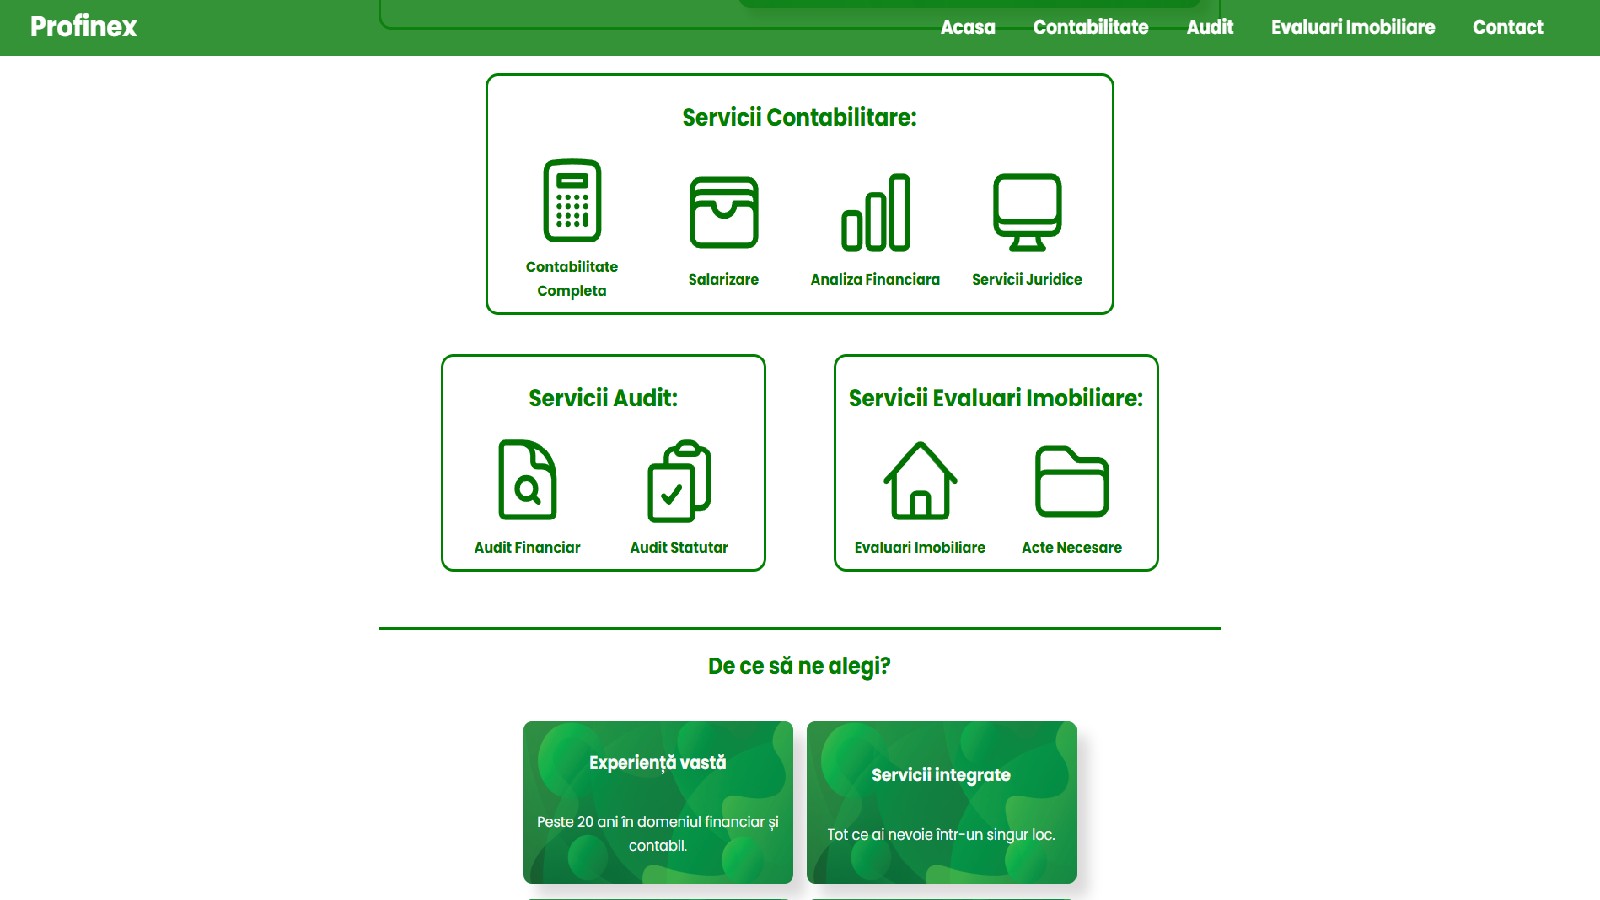 Profinex
Acasa
Contabilitate
Audit
Evaluari Imobiliare
Contact
Servicii Contabilitare:
Contabilitate
Completa
Salarizare
Analiza Financiara
Servicii Juridice
Servicii Audit:
Audit Financiar
Audit Statutar
Servicii Evaluari Imobiliare:
Evaluari Imobiliare
Acte Necesare
De ce să ne alegi?
Experiență vastă
Peste 20 ani în domeniul financiar și
contabil.
Servicii integrate
Tot ce ai nevoie într-un singur loc.